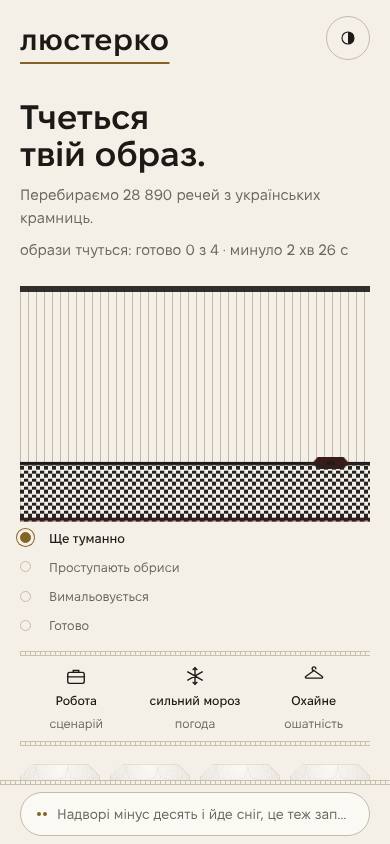 люстерко
Тчеться
твій образ.
Перебираємо 28 890 речей з українських
крамниць.
образи тчуться: готово 0 з 4 · минуло 2 хв 26 с
Ще туманно
Проступають обриси
Вимальовується
Готово
Робота
сильний мороз
Охайне
сценарій
погода
ошатність
Надворі мінус десять і йде сніг, це теж зап...